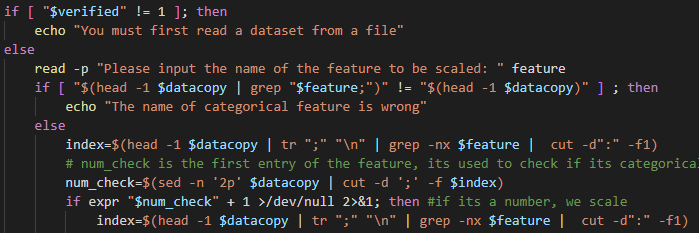 if [ "$verified" != 1 ]; then
echo "You must first read a dataset from a file"
else
read -p "Please input the name of the feature to be scaled: " feature
if [ "$(head -1 $datacopy | grep "$feature;")" != "$(head -1 $datacopy)" ] ; then
echo "The name of categorical feature is wrong"
else
index=$(head -1 $datacopy | tr ";" "\n" | grep -nx $feature |  cut -d":" -f1)
# num_check is the first entry of the feature, its used to check if its categorical
num_check=$(sed -n '2p' $datacopy | cut -d ';' -f $index)
if expr "$num_check" + 1 >/dev/null 2>&1; then #if its a number, we scale
index=$(head -1 $datacopy | tr ";" "\n" | grep -nx $feature |  cut -d":" -f1)